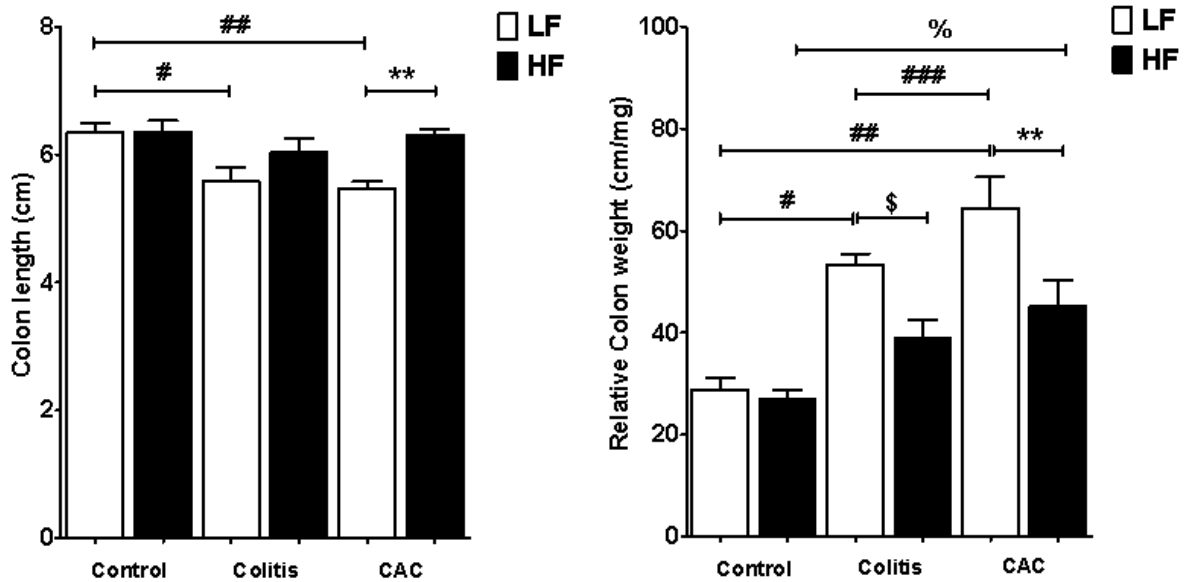 Colon length (cm)
8
6
4
2
0
##
#
**
LF
HF
Control
Colitis
CAC
Relative Colon weight (cm/mg)
100
80
60
40
20
0
%
###
##
**
#
$
LF
HF
Control
Colitis
CAC